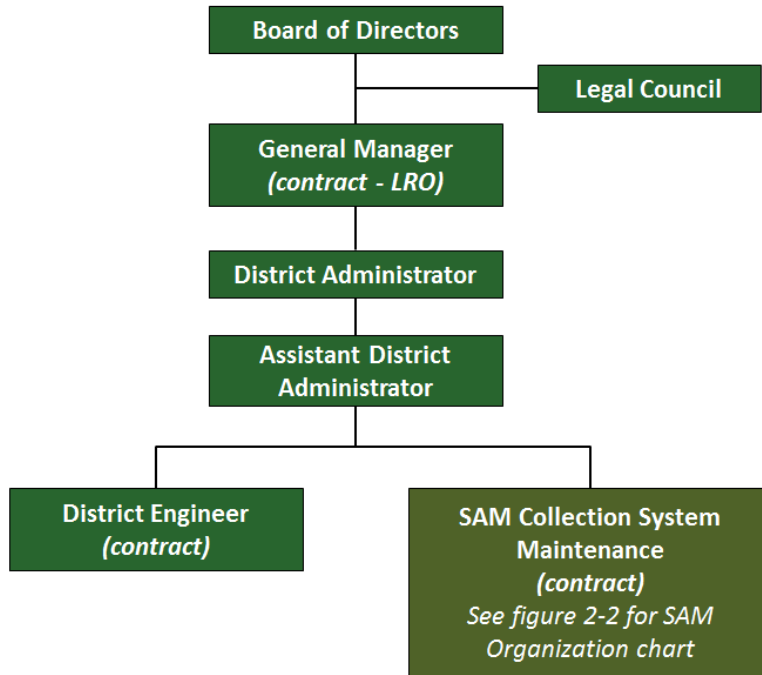 Board of Directors
Legal Council
General Manager
(contract - LRO)
District Administrator
Assistant District
Administrator
District Engineer
(contract)
SAM Collection System
Maintenance
(contract)
See figure 2-2 for SAM
Organization chart